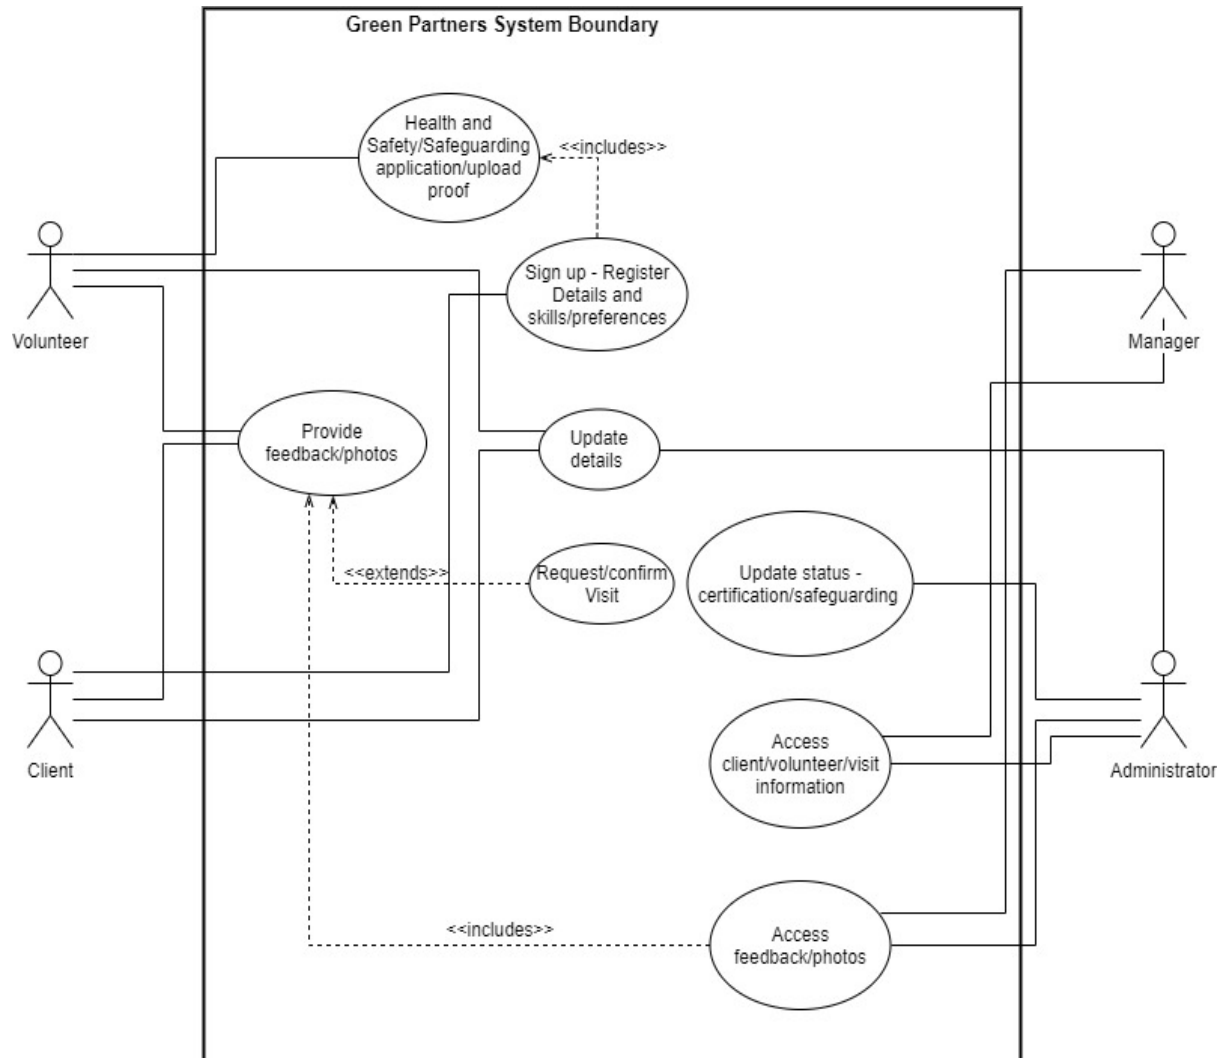 Green Partners System Boundary
Health and
Safety/Safeguarding
application/upload
proof
<<includes>>
Sign up - Register
Details and
skills/preferences
Volunteer
Manager
Provide
feedback/photos
Update
details
<<extends>>
Request/confirm
Visit
Update status -
certification/safeguarding
Client
Access
client/volunteer/visit
information
Administrator
<<includes>>
Access
feedback/photos